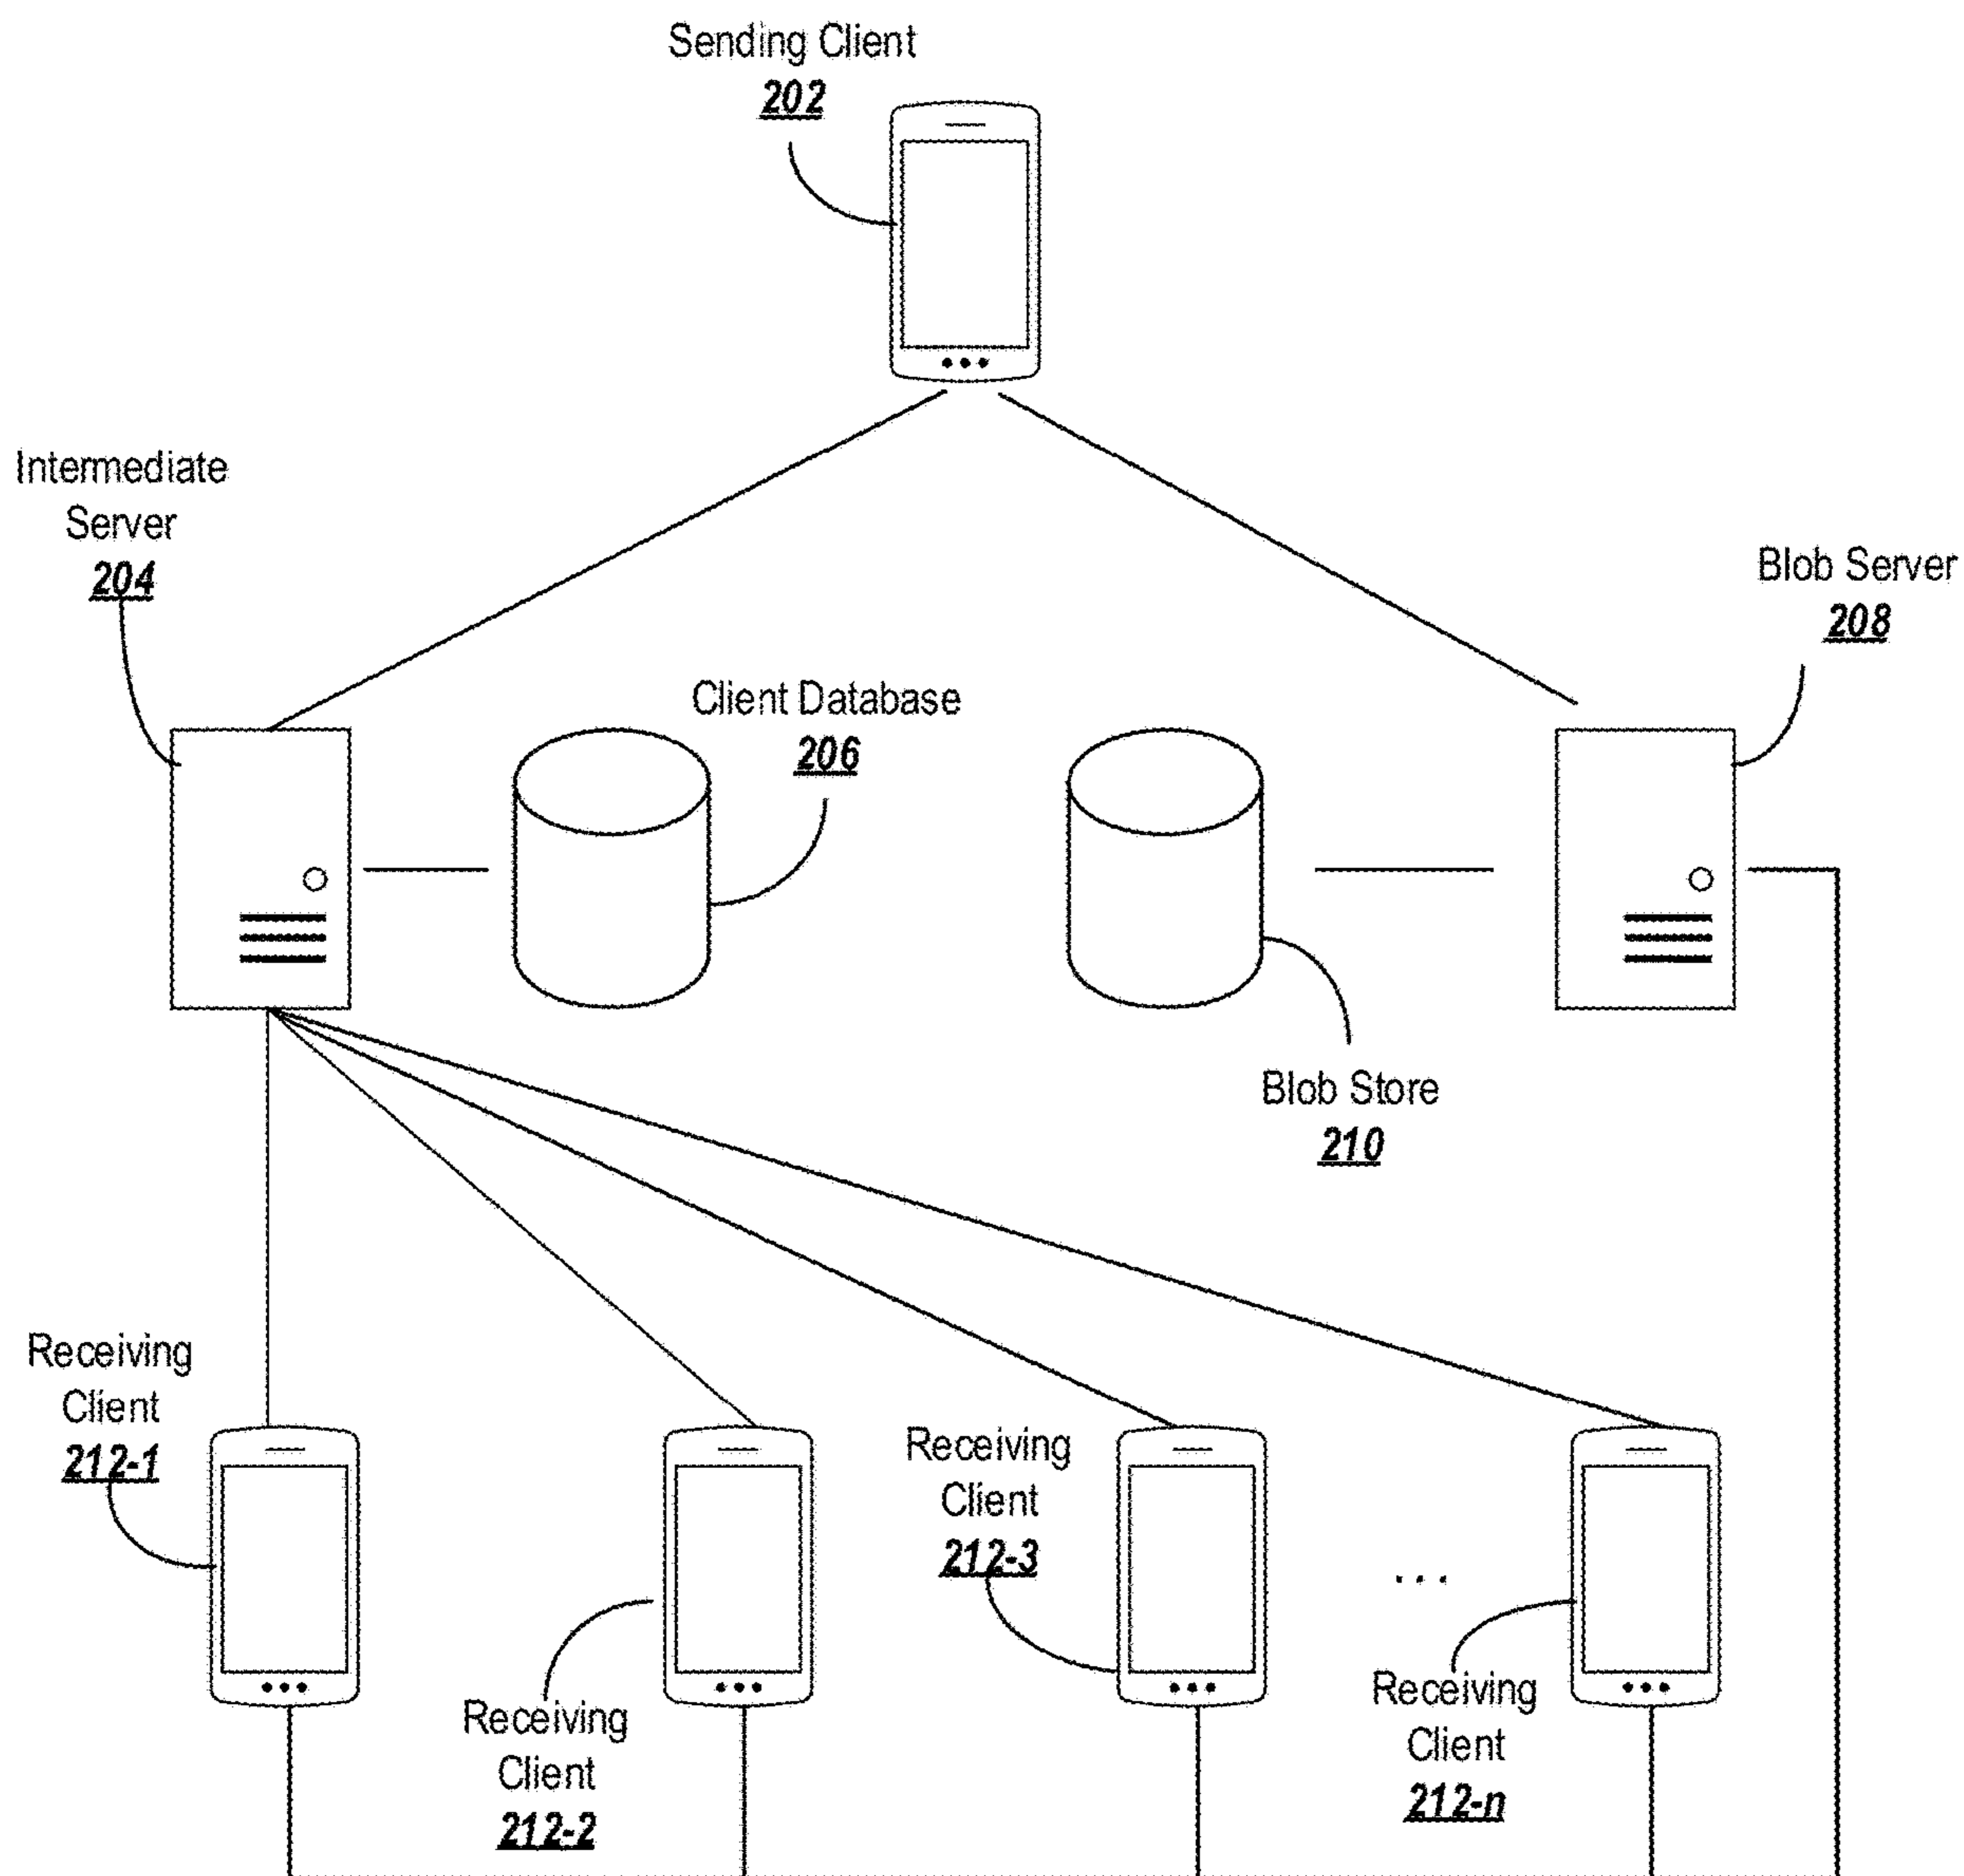 Sending Client
202
Intermediate
Server
204
Blob Server
208
Client Database
206
Blob Store
210
Receiving
Client
212-1
Receiving
Client
212-2
Receiving
Client
212-3
. . .
Receiving
Client
212-n